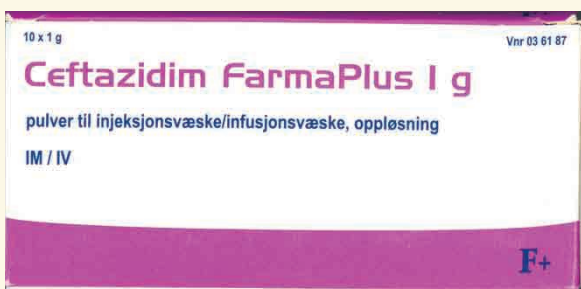 10 x 1 g
Vnr 03 61 87
Ceftazidim FarmaPlus 1 g
pulver til injeksjonsvæske/infusjonsvæske, oppløsning
IM / IV
F+